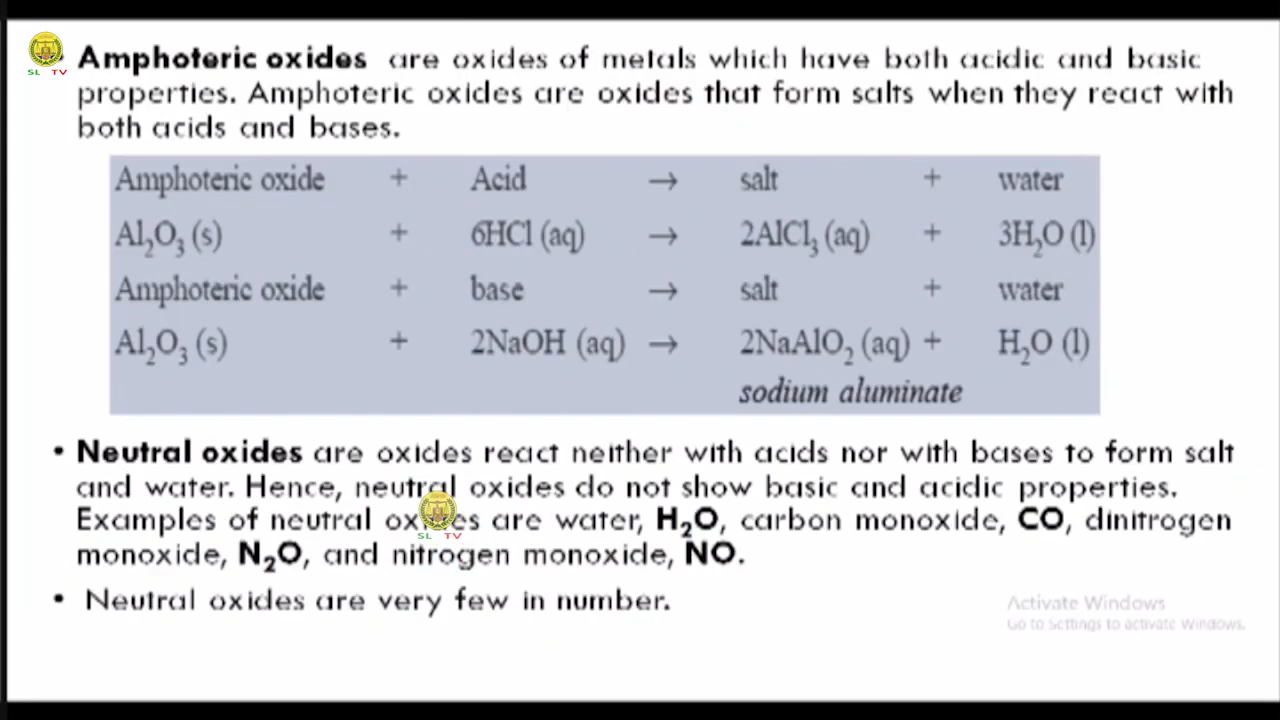 Amphoteric oxides are oxides of metals which have both acidic and basic
properties. Amphoteric oxides are oxides that form salts when they react with
both acids and bases.
Amphoteric oxide + Acid → salt + water
Al₂O₃ (s) + 6HCl (aq) → 2AlCl₃ (aq) + 3H₂O (l)
Amphoteric oxide + base → salt + water
Al₂O₃ (s) + 2NaOH (aq) → 2NaAlO₂ (aq) + H₂O (l)
sodium aluminate
• Neutral oxides are oxides react neither with acids nor with bases to form salt
and water. Hence, neutral oxides do not show basic and acidic properties.
Examples of neutral oxides are water, H₂O, carbon monoxide, CO, dinitrogen
monoxide, N₂O, and nitrogen monoxide, NO.
• Neutral oxides are very few in number.
SL TV
SL TV
Activate Windows
Go to Settings to activate Windows.